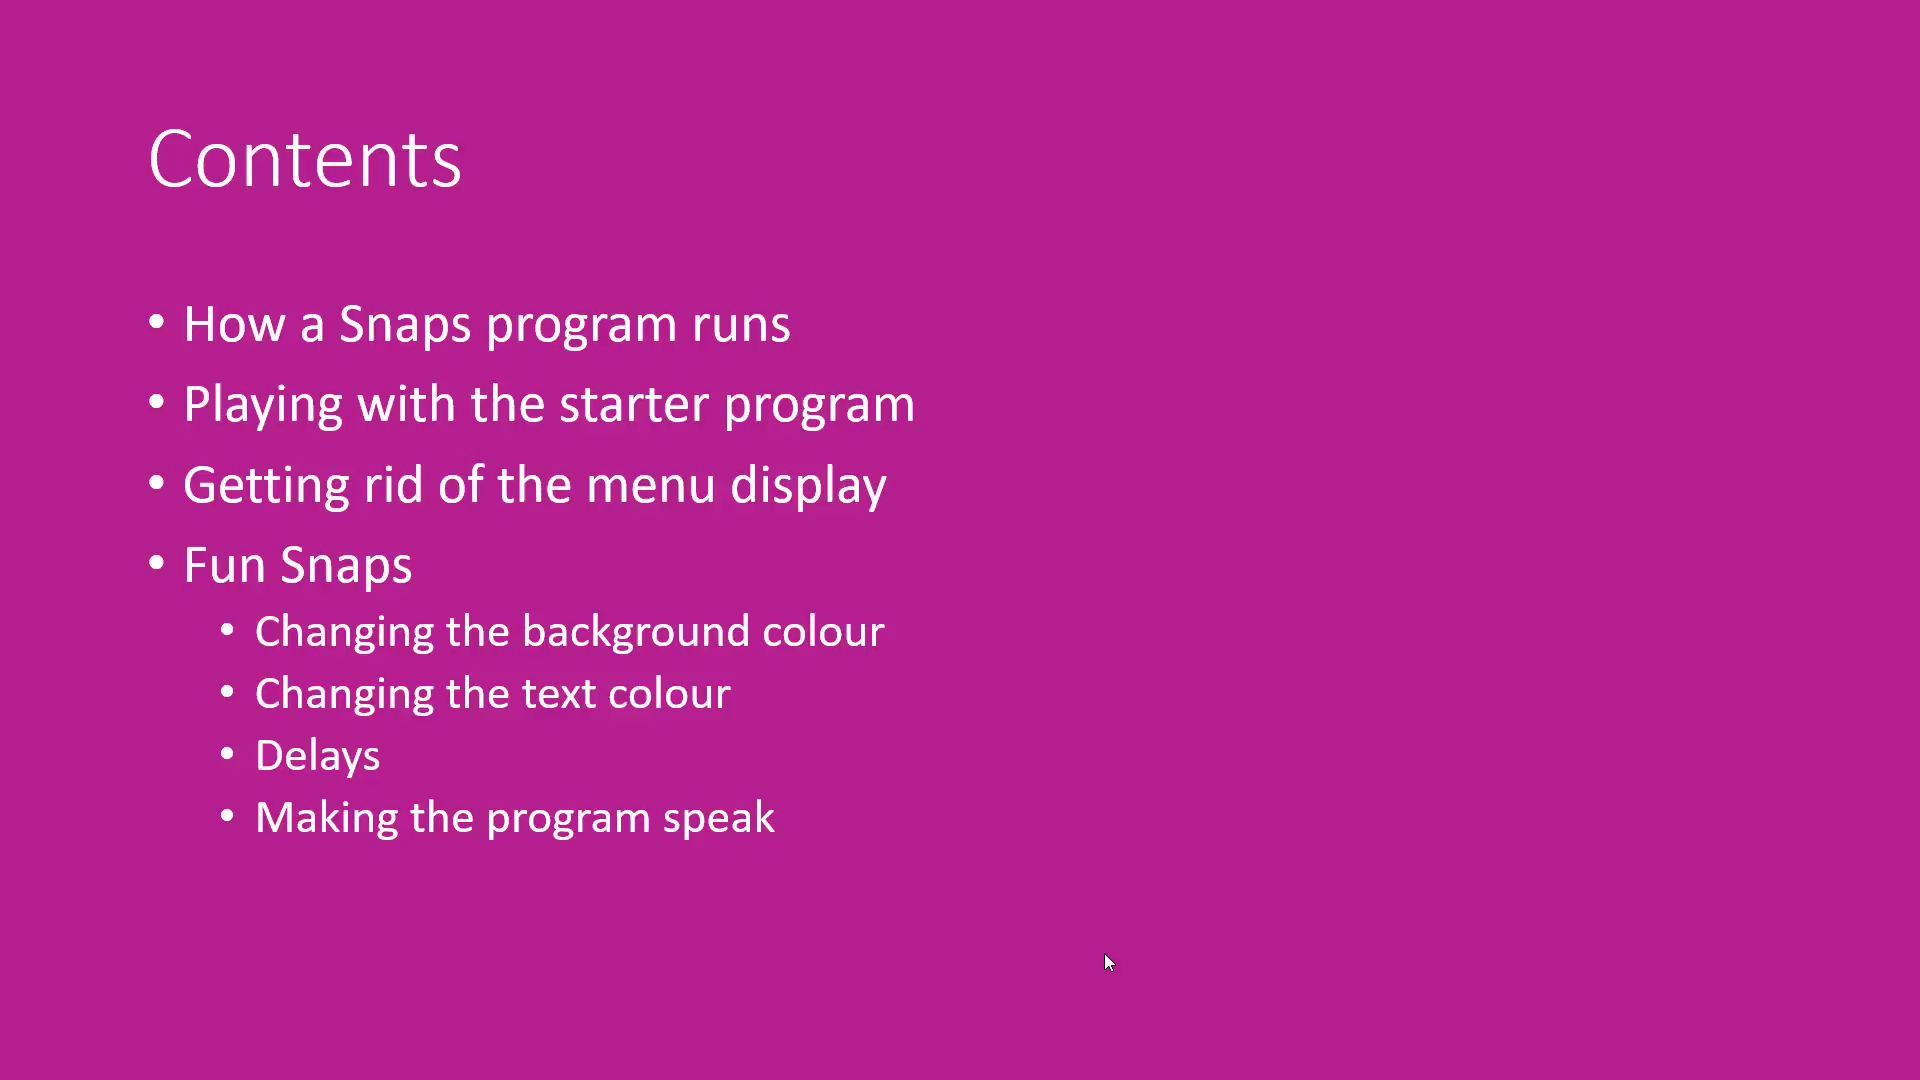 Contents
• How a Snaps program runs
• Playing with the starter program
• Getting rid of the menu display
• Fun Snaps
• Changing the background colour
• Changing the text colour
• Delays
• Making the program speak